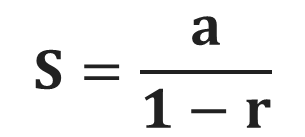 S = a / 1 − r